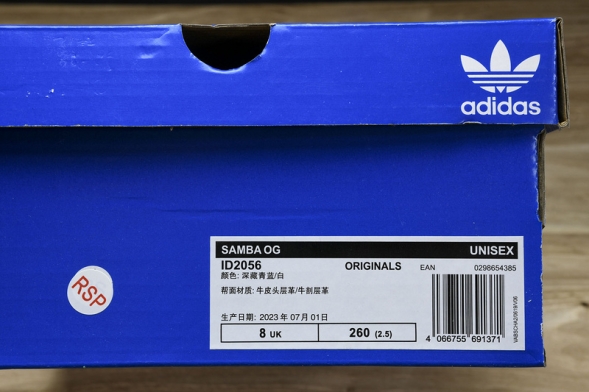 adidas
SAMBA OG UNISEX
ID2056 ORIGINALS EAN 0298654385
颜色: 深藏青蓝/白
帮面材质: 牛皮头层革/牛剖层革
生产日期: 2023 年 07 月 01日
8 UK 260 (2.5)
4 066755 691371
RSP